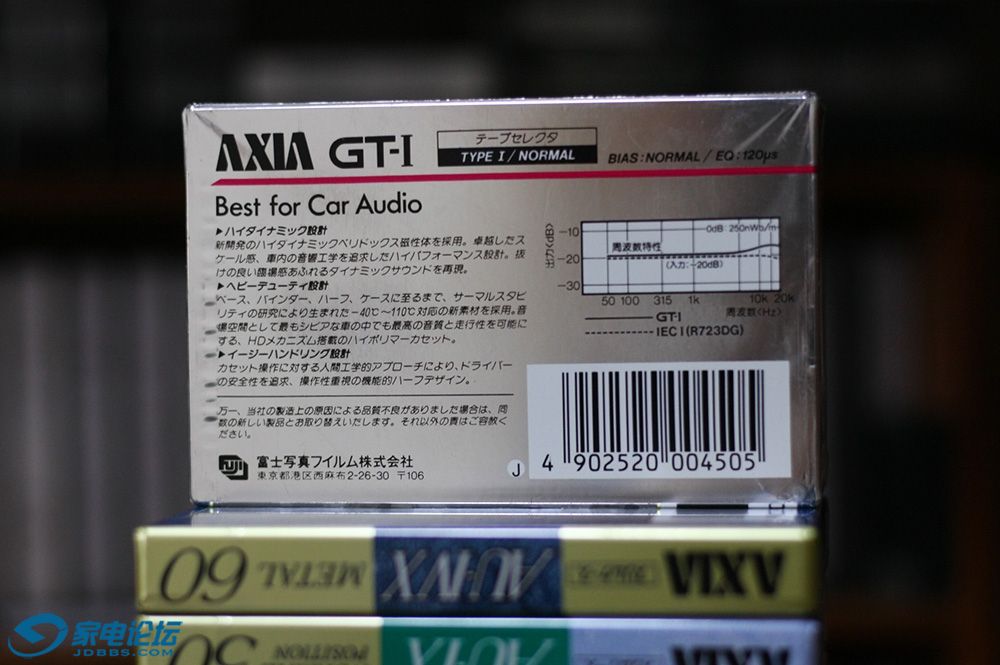 AXIA GT-I テープセレクタ
TYPE I / NORMAL BIAS:NORMAL / EQ:120μs
Best for Car Audio
▶ハイダイナミック設計
新開発のハイダイナミックベリドックス磁性体を採用。卓越したス
ケール感、車内の音響工学を追求したハイパフォーマンス設計。抜
けの良い臨場感あふれるダイナミックサウンドを再現。
▶ヘビーデューティ設計
ベース、バインダー、ハーフ、ケースに至るまで、サーマルスタビ
リティの研究により生まれた-40℃〜110℃対応の新素材を採用。音
場空間として最もシビアな車の中でも最高の音質と走行性を可能に
する、HDメカニズム搭載のハイポリマーカセット。
▶イージーハンドリング設計
カセット操作に対する人間工学的アプローチにより、ドライバー
の安全性を追求、操作性重視の機能的ハーフデザイン。
万一、当社の製造上の原因による品質不良がありました場合は、同
数の新しい製品とお取り替えいたします。それ以外の責はご容赦く
ださい。
FUJI 富士写真フイルム株式会社
東京都港区西麻布2-26-30 〒106
出力<dB>
-10
-20
-30
0dB:250nWb/m
周波数特性
(入力:-20dB)
50 100 315 1k 10k 20k
周波数<Hz>
GT-I
IEC I (R723DG)
J
4 902520 004505
AXIA AU-IVX METAL 60
AXIA AU-IX POSITION 50
家电论坛
JDBBS.COM